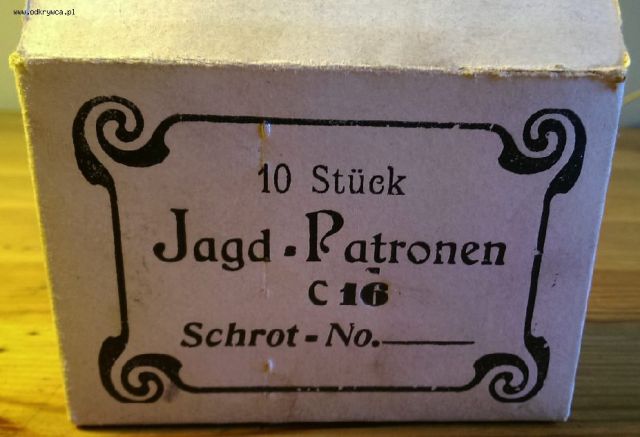 www.odkrywca.pl
10 Stück
Jagd-Patronen
C 16
Schrot-No.